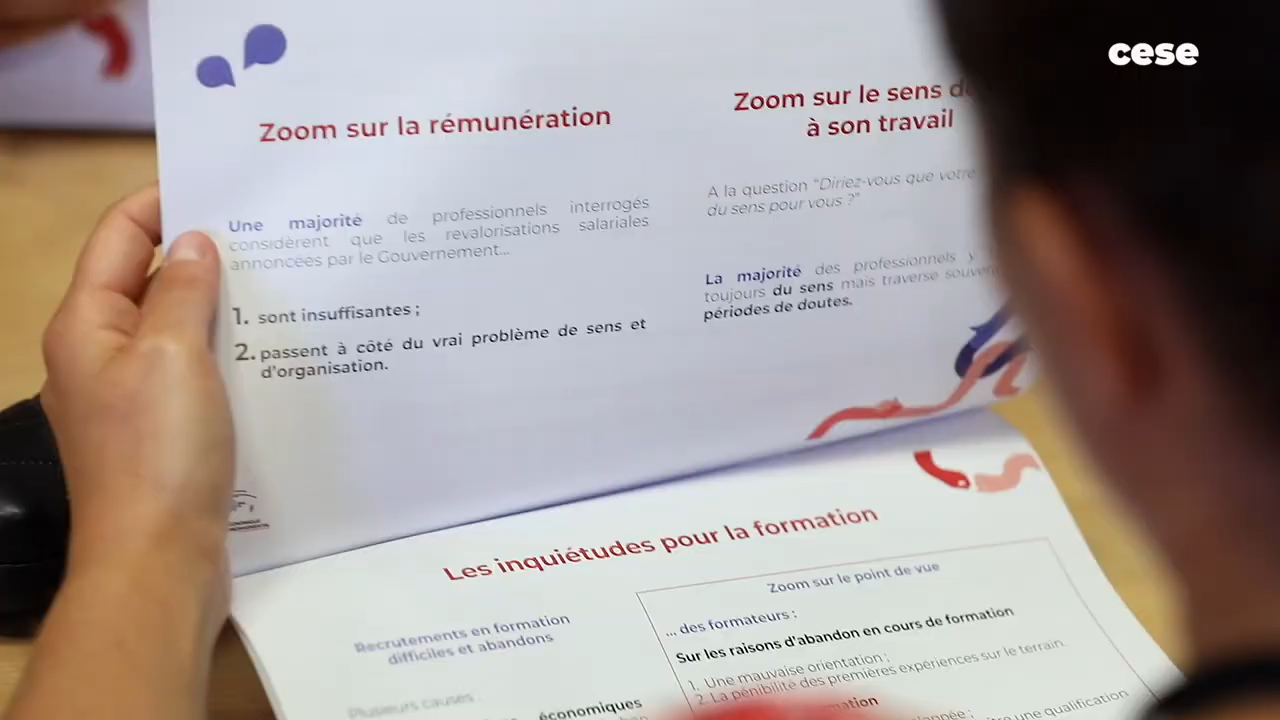 cese
Zoom sur la rémunération
Une majorité de professionnels interrogés
considèrent que les revalorisations salariales
annoncées par le Gouvernement...
1. sont insuffisantes ;
2. passent à côté du vrai problème de sens et
d'organisation.
Zoom sur le sens
à son travail
A la question "Diriez-vous que votre
du sens pour vous ?"
La majorité des professionnels y
toujours du sens mais traverse
périodes de doutes.
Les inquiétudes pour la formation
Recrutements en formation
difficiles et abandons
Plusieurs causes :
économiques
Zoom sur le point de vue
... des formateurs :
Sur les raisons d'abandon en cours de formation
1. Une mauvaise orientation ;
2. La pénibilité des premières expériences sur le terrain.
une qualification